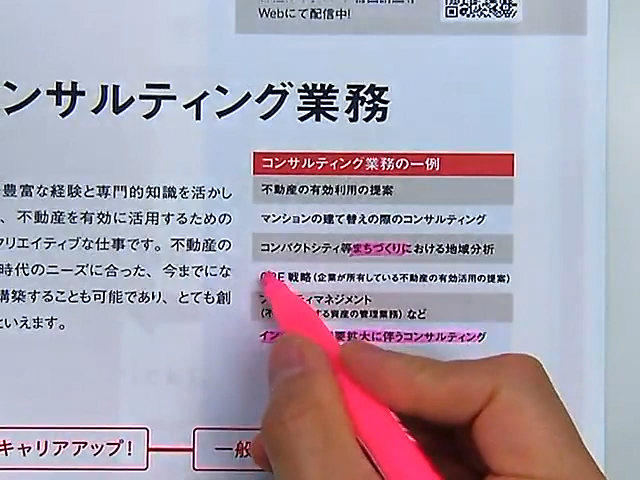 Webにて配信中!
ンサルティング業務
コンサルティング業務の一例
不動産の有効利用の提案
マンションの建て替えの際のコンサルティング
コンパクトシティ等まちづくりにおける地域分析
戦略(企業が所有している不動産の有効活用の提案)
ティマネジメント
する資産の管理業務)など
イン
要拡大に伴うコンサルティング
豊富な経験と専門的知識を活かし
、不動産を有効に活用するための
クリエイティブな仕事です。不動産の
時代のニーズに合った、今までにな
構築することも可能であり、とても創
といえます。
キャリアアップ!
一般